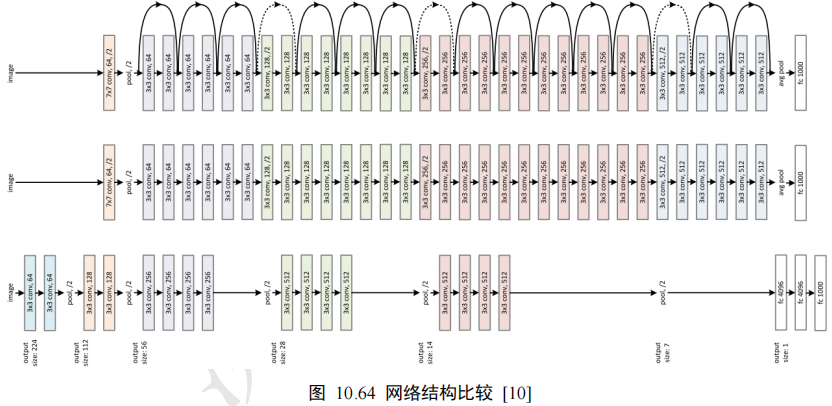 image
7x7 conv, 64, /2
pool, /2
3x3 conv, 64
3x3 conv, 64
3x3 conv, 64
3x3 conv, 64
3x3 conv, 64
3x3 conv, 64
3x3 conv, 128, /2
3x3 conv, 128
3x3 conv, 128
3x3 conv, 128
3x3 conv, 128
3x3 conv, 128
3x3 conv, 128
3x3 conv, 128
3x3 conv, 256, /2
3x3 conv, 256
3x3 conv, 256
3x3 conv, 256
3x3 conv, 256
3x3 conv, 256
3x3 conv, 256
3x3 conv, 256
3x3 conv, 256
3x3 conv, 256
3x3 conv, 256
3x3 conv, 256
3x3 conv, 512, /2
3x3 conv, 512
3x3 conv, 512
3x3 conv, 512
3x3 conv, 512
3x3 conv, 512
avg pool
fc 1000
image
7x7 conv, 64, /2
pool, /2
3x3 conv, 64
3x3 conv, 64
3x3 conv, 64
3x3 conv, 64
3x3 conv, 64
3x3 conv, 64
3x3 conv, 128, /2
3x3 conv, 128
3x3 conv, 128
3x3 conv, 128
3x3 conv, 128
3x3 conv, 128
3x3 conv, 128
3x3 conv, 128
3x3 conv, 256, /2
3x3 conv, 256
3x3 conv, 256
3x3 conv, 256
3x3 conv, 256
3x3 conv, 256
3x3 conv, 256
3x3 conv, 256
3x3 conv, 256
3x3 conv, 256
3x3 conv, 256
3x3 conv, 256
3x3 conv, 512, /2
3x3 conv, 512
3x3 conv, 512
3x3 conv, 512
3x3 conv, 512
3x3 conv, 512
avg pool
fc 1000
image
3x3 conv, 64
3x3 conv, 64
pool, /2
3x3 conv, 128
3x3 conv, 128
pool, /2
3x3 conv, 256
3x3 conv, 256
3x3 conv, 256
3x3 conv, 256
pool, /2
3x3 conv, 512
3x3 conv, 512
3x3 conv, 512
3x3 conv, 512
pool, /2
3x3 conv, 512
3x3 conv, 512
3x3 conv, 512
3x3 conv, 512
pool, /2
fc 4096
fc 4096
fc 1000
output
size: 224
output
size: 112
output
size: 56
output
size: 28
output
size: 14
output
size: 7
output
size: 1
图 10.64 网络结构比较 [10]